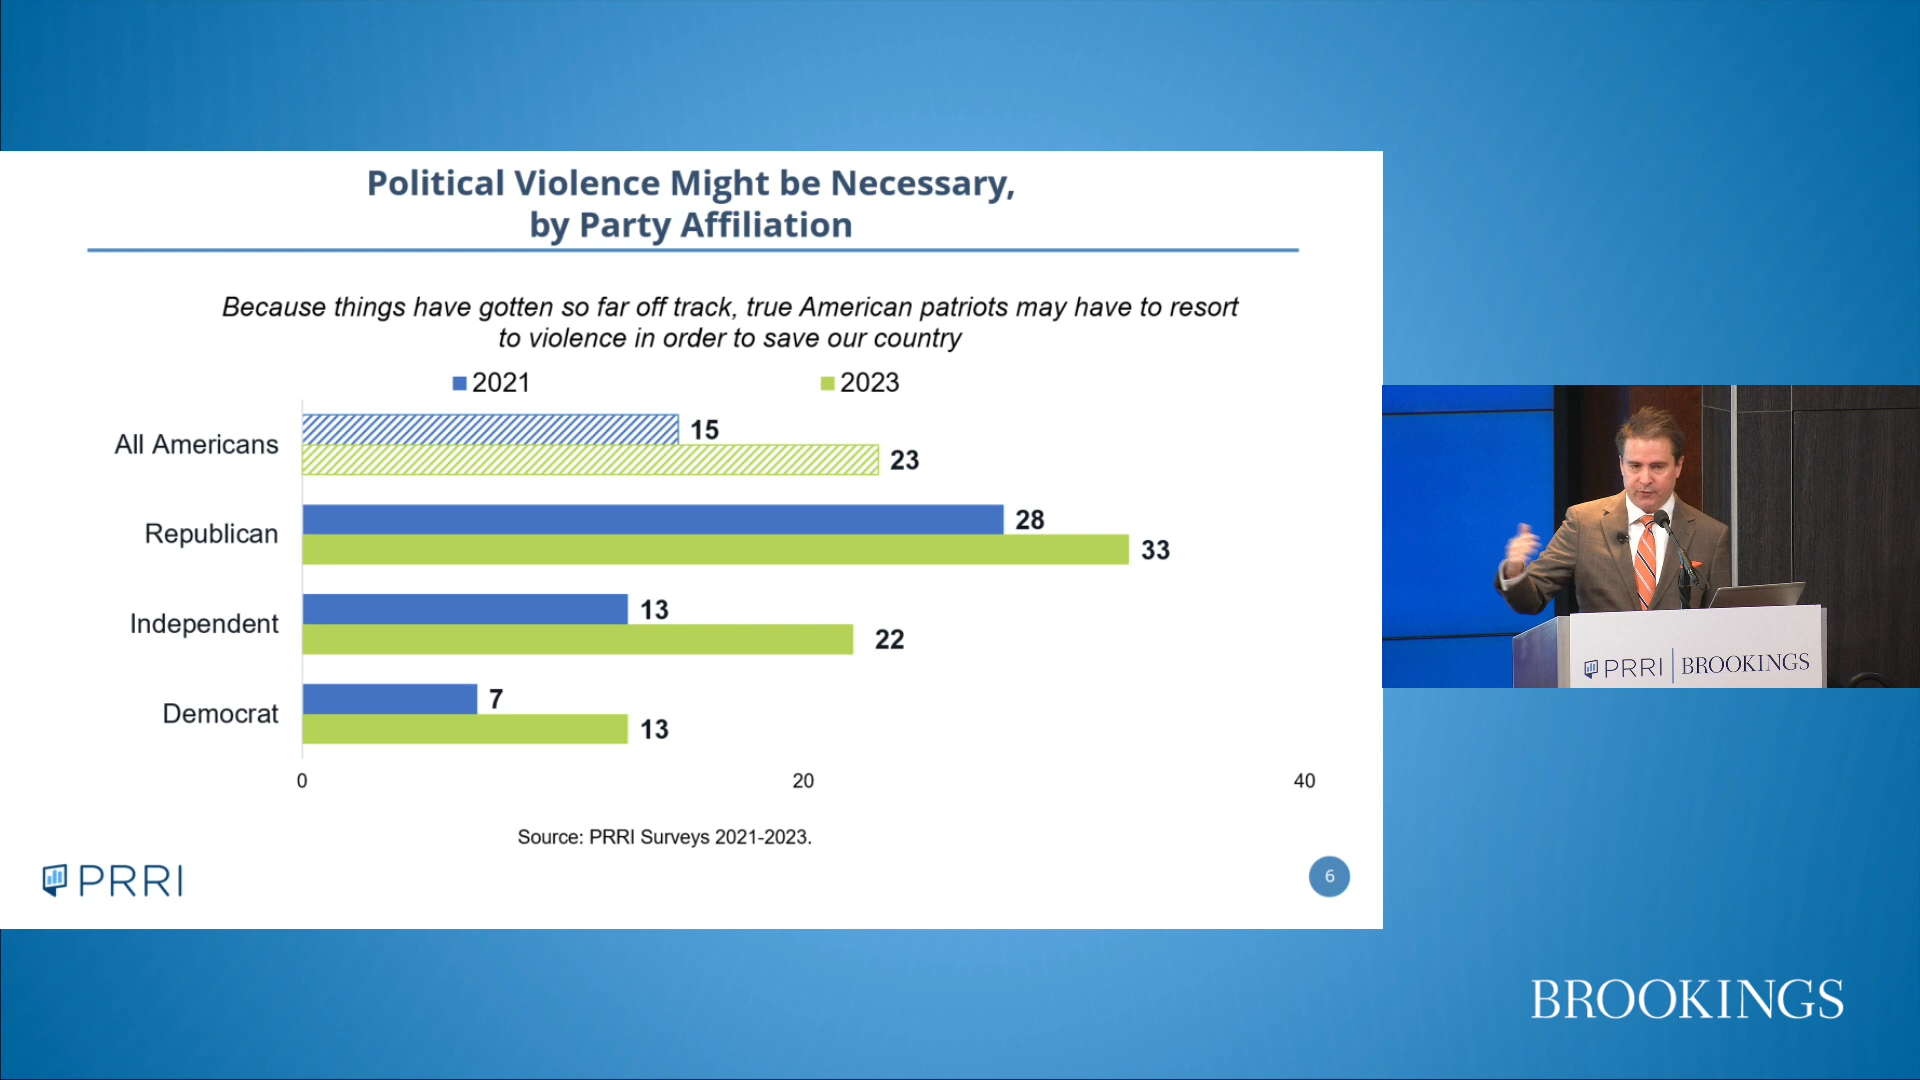 Political Violence Might be Necessary,
by Party Affiliation
Because things have gotten so far off track, true American patriots may have to resort
to violence in order to save our country
2021 2023
All Americans 15
23
Republican 28
33
Independent 13
22
Democrat 7
13
0 20 40
Source: PRRI Surveys 2021-2023.
PRRI
6
PRRI | BROOKINGS
BROOKINGS